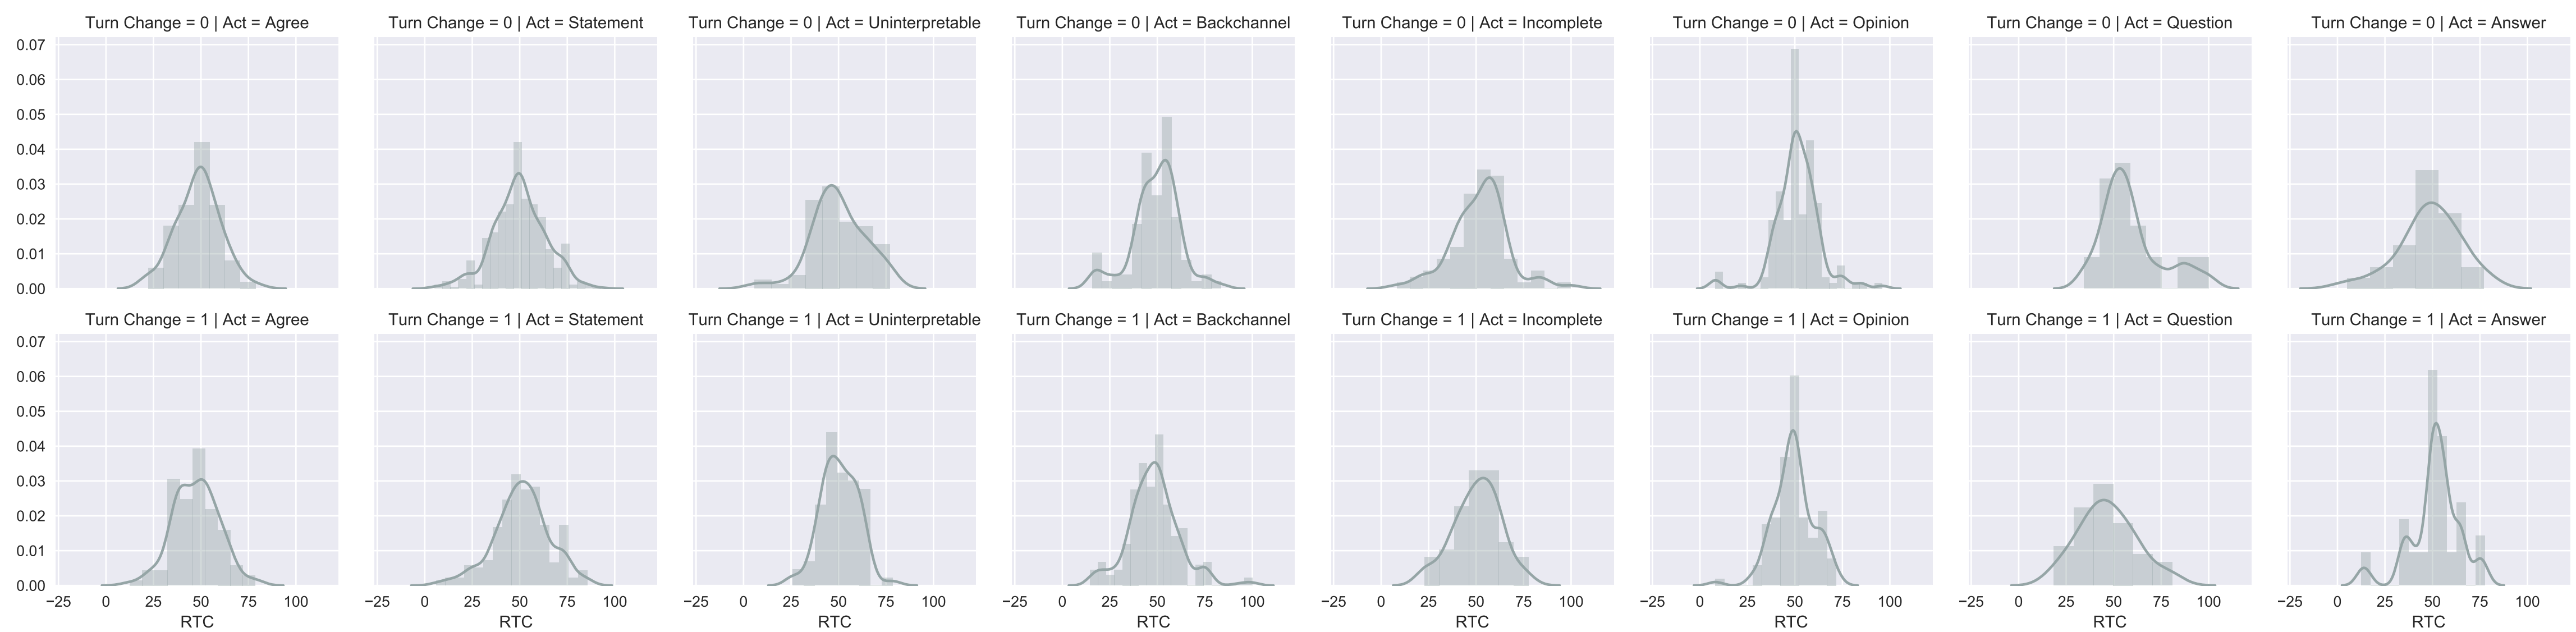 Turn Change = 0 | Act = Agree
Turn Change = 0 | Act = Statement
Turn Change = 0 | Act = Uninterpretable
Turn Change = 0 | Act = Backchannel
Turn Change = 0 | Act = Incomplete
Turn Change = 0 | Act = Opinion
Turn Change = 0 | Act = Question
Turn Change = 0 | Act = Answer
0.07
0.06
0.05
0.04
0.03
0.02
0.01
0.00
Turn Change = 1 | Act = Agree
Turn Change = 1 | Act = Statement
Turn Change = 1 | Act = Uninterpretable
Turn Change = 1 | Act = Backchannel
Turn Change = 1 | Act = Incomplete
Turn Change = 1 | Act = Opinion
Turn Change = 1 | Act = Question
Turn Change = 1 | Act = Answer
0.07
0.06
0.05
0.04
0.03
0.02
0.01
0.00
−25 0 25 50 75 100
−25 0 25 50 75 100
−25 0 25 50 75 100
−25 0 25 50 75 100
−25 0 25 50 75 100
−25 0 25 50 75 100
−25 0 25 50 75 100
−25 0 25 50 75 100
RTC
RTC
RTC
RTC
RTC
RTC
RTC
RTC